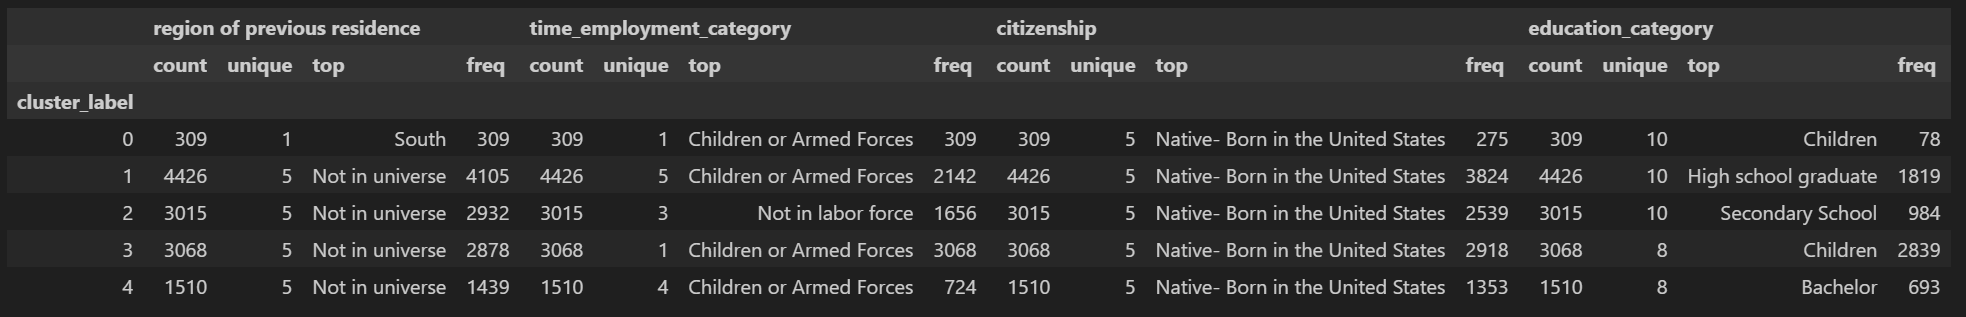 region of previous residence time_employment_category citizenship education_category
count unique top freq count unique top freq count unique top freq count unique top freq
cluster_label
0 309 1 South 309 309 1 Children or Armed Forces 309 309 5 Native- Born in the United States 275 309 10 Children 78
1 4426 5 Not in universe 4105 4426 5 Children or Armed Forces 2142 4426 5 Native- Born in the United States 3824 4426 10 High school graduate 1819
2 3015 5 Not in universe 2932 3015 3 Not in labor force 1656 3015 5 Native- Born in the United States 2539 3015 10 Secondary School 984
3 3068 5 Not in universe 2878 3068 1 Children or Armed Forces 3068 3068 5 Native- Born in the United States 2918 3068 8 Children 2839
4 1510 5 Not in universe 1439 1510 4 Children or Armed Forces 724 1510 5 Native- Born in the United States 1353 1510 8 Bachelor 693